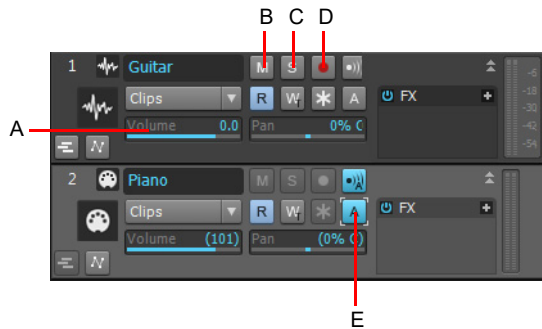 B C D
1 Guitar M S
Clips R W * A FX +
A
Volume 0.0 Pan 0% C
-6
-18
-30
-42
-54
2 Piano M S A
Clips R W * A FX +
Volume (101) Pan (0% C)
E